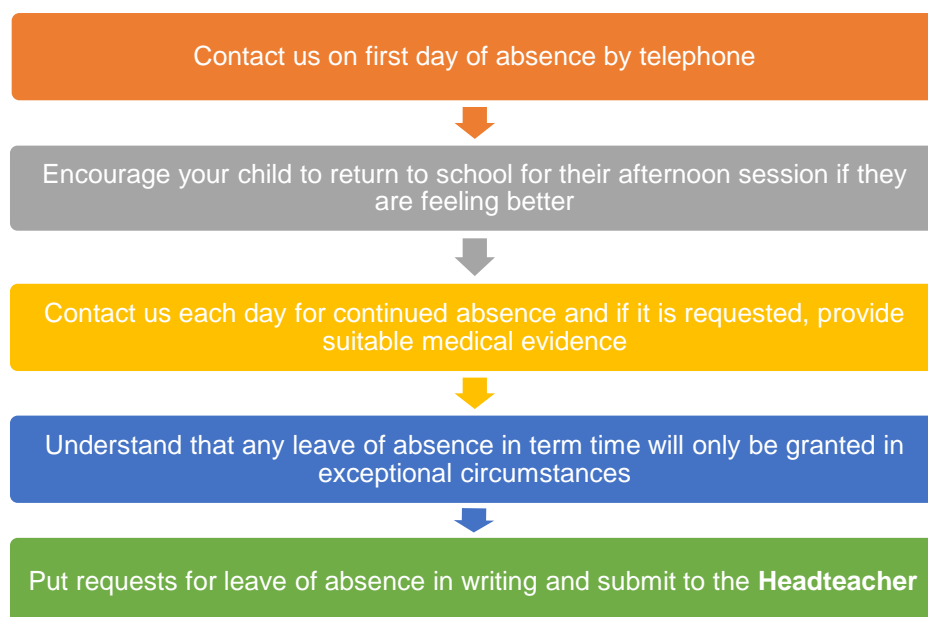 Contact us on first day of absence by telephone
Encourage your child to return to school for their afternoon session if they
are feeling better
Contact us each day for continued absence and if it is requested, provide
suitable medical evidence
Understand that any leave of absence in term time will only be granted in
exceptional circumstances
Put requests for leave of absence in writing and submit to the Headteacher